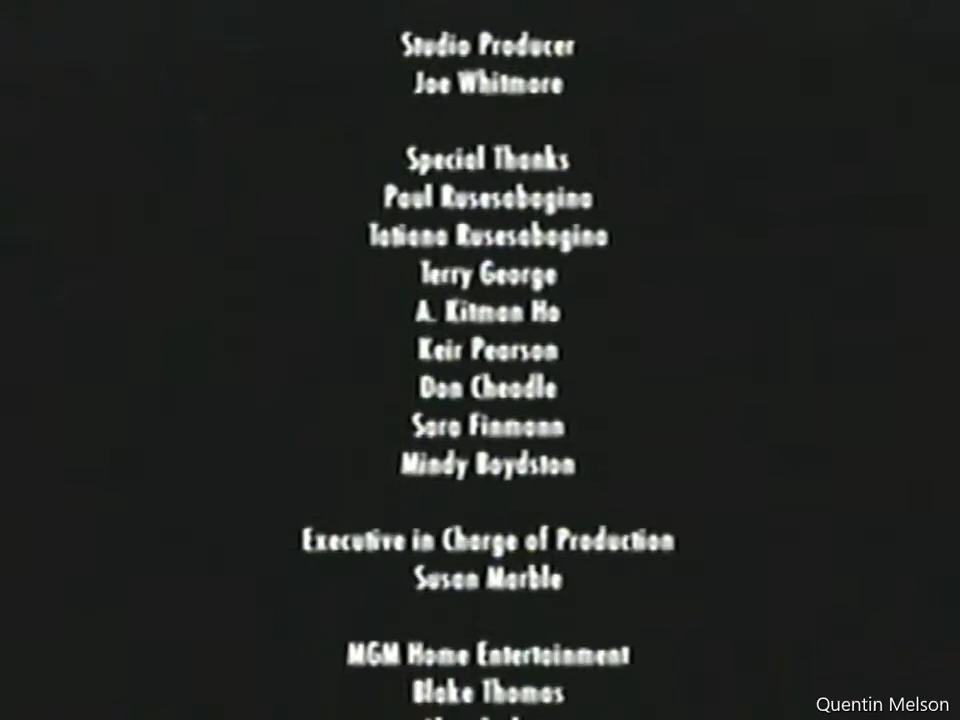 Studio Producer
Joe Whitmore
Special Thanks
Paul Rusesabagina
Tatiana Rusesabagina
Terry George
A. Kitman Ho
Keir Pearson
Don Cheadle
Sara Finmann
Mindy Boydston
Executive in Charge of Production
Susan Marble
MGM Home Entertainment
Blake Thomas
Quentin Melson